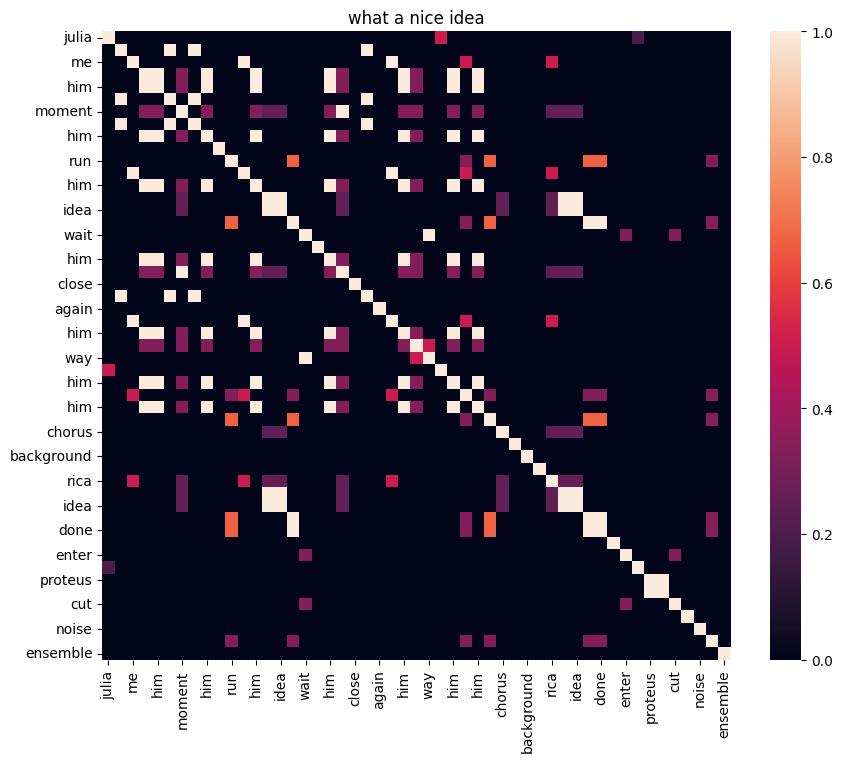 what a nice idea
julia
me
him
moment
him
run
him
idea
wait
him
close
again
him
way
him
him
chorus
background
rica
idea
done
enter
proteus
cut
noise
ensemble
julia
me
him
moment
him
run
him
idea
wait
him
close
again
him
way
him
him
chorus
background
rica
idea
done
enter
proteus
cut
noise
ensemble
1.0
0.8
0.6
0.4
0.2
0.0